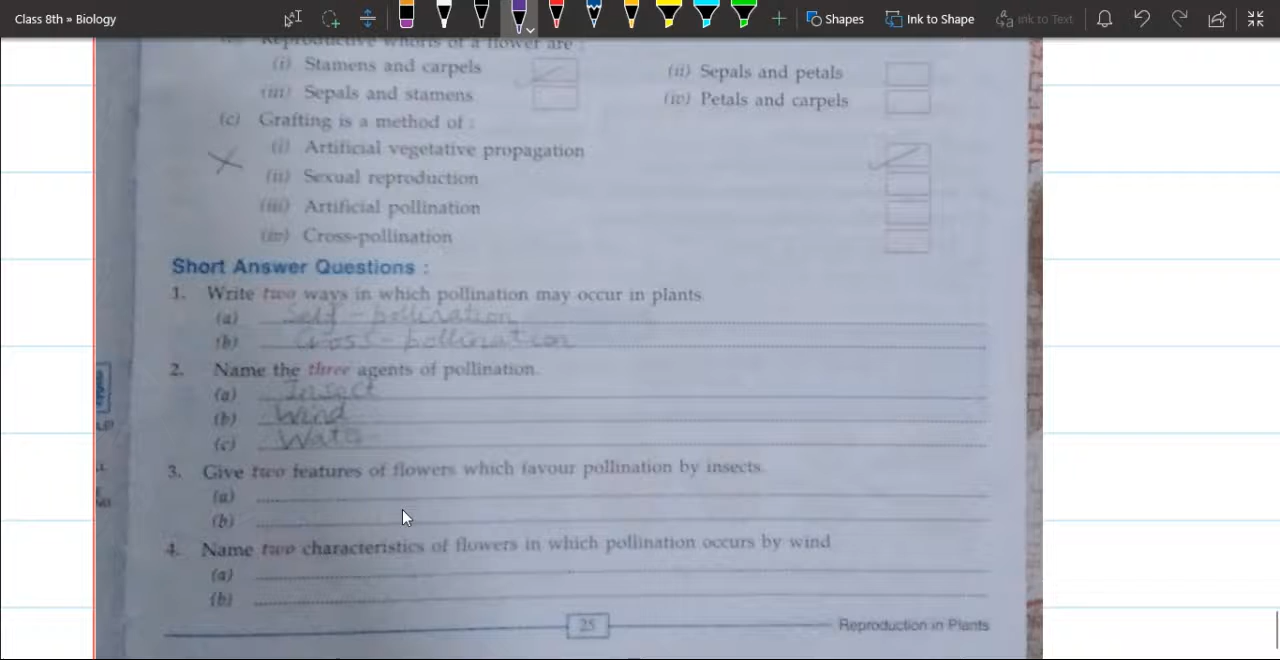 Class 8th » Biology
Shapes
Ink to Shape
Ink to Text
Reproductive whorls of a flower are :
(i) Stamens and carpels
(ii) Sepals and petals
(iii) Sepals and stamens
(iv) Petals and carpels
(c) Grafting is a method of :
(i) Artificial vegetative propagation
(ii) Sexual reproduction
(iii) Artificial pollination
(iv) Cross-pollination
Short Answer Questions :
1. Write two ways in which pollination may occur in plants.
(a) Self-pollination
(b) Cross-pollination
2. Name the three agents of pollination.
(a) Insect
(b) Wind
(c)
3. Give two features of flowers which favour pollination by insects.
(a)
(b)
4. Name two characteristics of flowers in which pollination occurs by wind
(a)
(b)
25
Reproduction in Plants